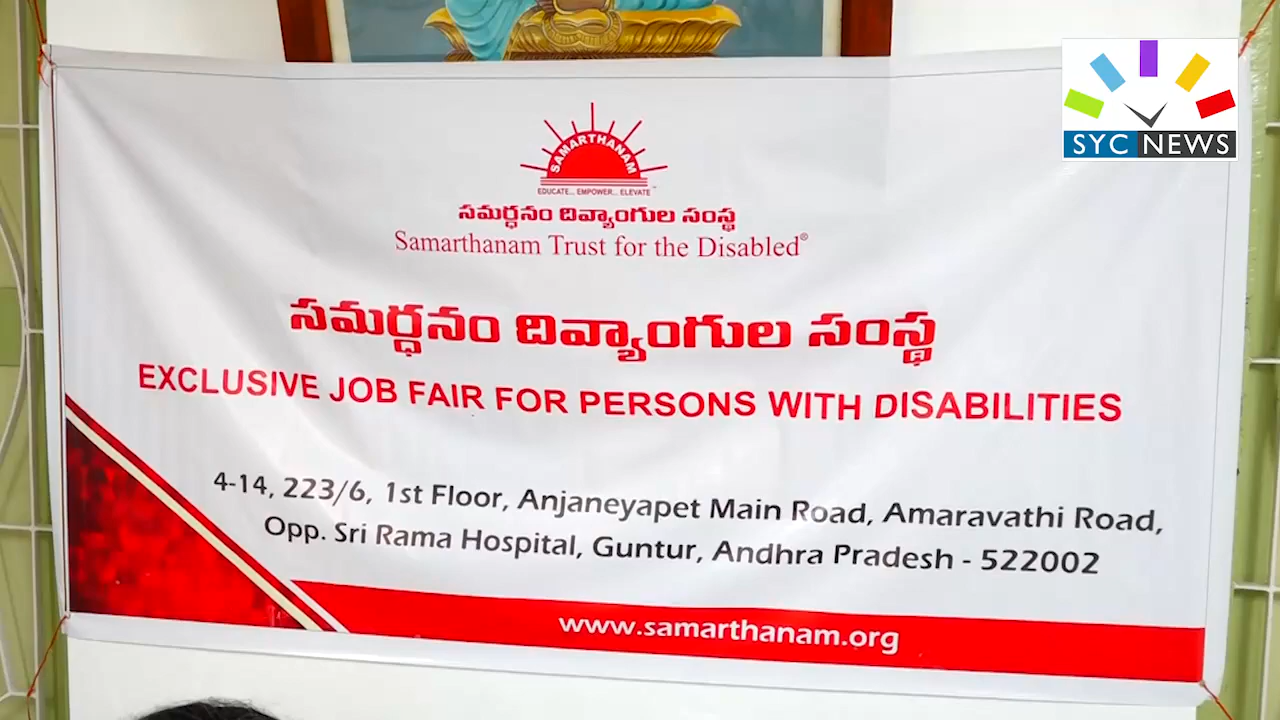 SYC NEWS
SAMARTHANAM
EDUCATE... EMPOWER... ELEVATE
సమర్ధనం దివ్యాంగుల సంస్థ
Samarthanam Trust for the Disabled®
సమర్ధనం దివ్యాంగుల సంస్థ
EXCLUSIVE JOB FAIR FOR PERSONS WITH DISABILITIES
4-14, 223/6, 1st Floor, Anjaneyapet Main Road, Amaravathi Road,
Opp. Sri Rama Hospital, Guntur, Andhra Pradesh - 522002
www.samarthanam.org